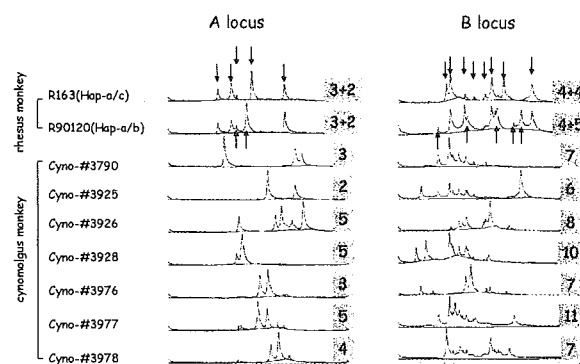 A locus B locus
rhesus monkey
R163(Hap-a/c) 3+2 4+4
R90120(Hap-a/b) 3+2 4+5
cynomolgus monkey
Cyno-#3790 3 7
Cyno-#3925 2 6
Cyno-#3926 5 8
Cyno-#3928 5 10
Cyno-#3976 3 7
Cyno-#3977 5 11
Cyno-#3978 4 7